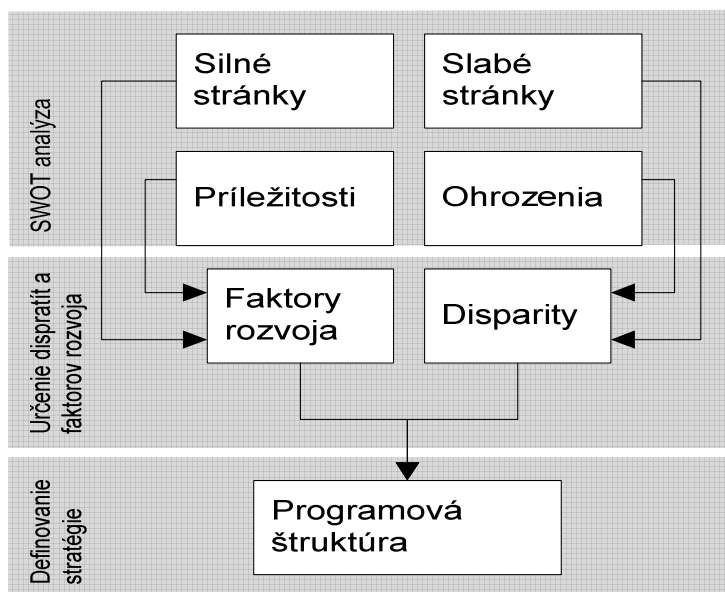 SWOT analýza
Silné
stránky
Slabé
stránky
Príležitosti
Ohrozenia
Určenie dispratít a
faktorov rozvoja
Faktory
rozvoja
Disparity
Definovanie
stratégie
Programová
štruktúra